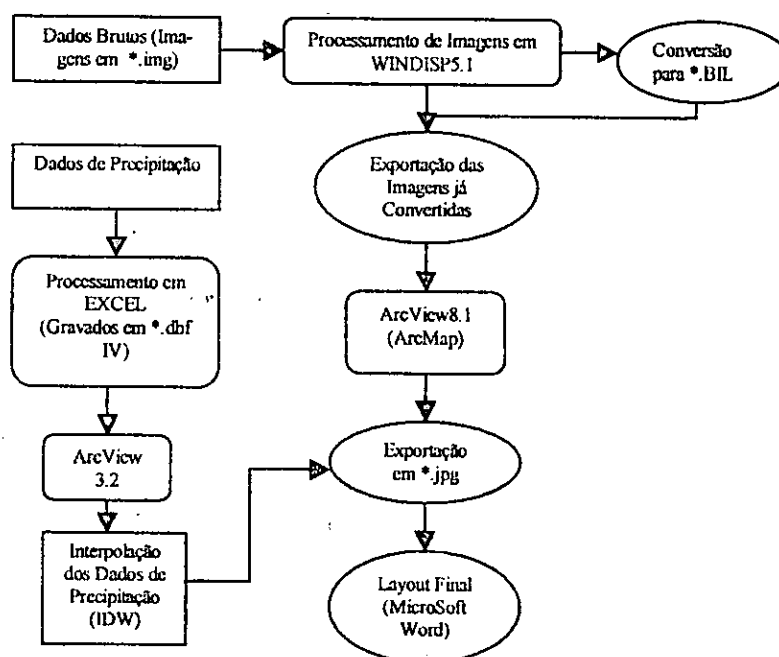 Dados Brutos (Ima-
gens em *.img)
Processamento de Imagens em
WINDISP5.1
Conversão
para *.BIL
Dados de Precipitação
Exportação das
Imagens já
Convertidas
Processamento em
EXCEL
(Gravados em *.dbf
IV)
ArcView8.1
(ArcMap)
ArcView
3.2
Exportação
em *.jpg
Interpolação
dos Dados de
Precipitação
(IDW)
Layout Final
(MicroSoft
Word)